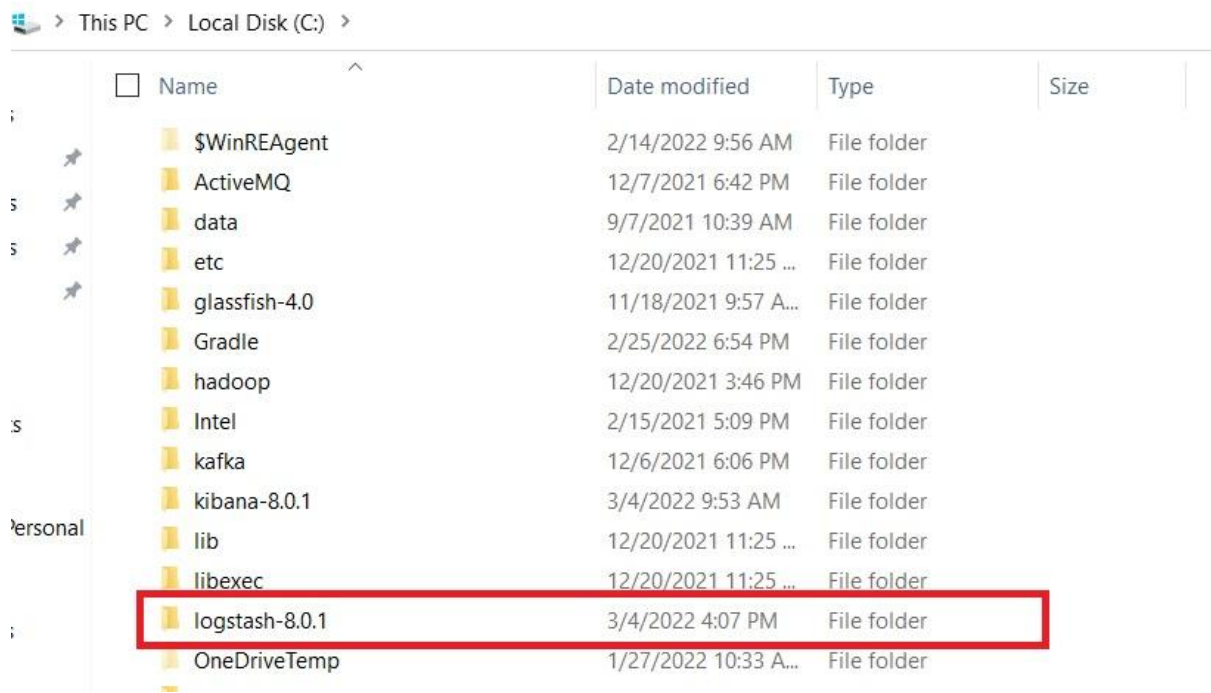 > This PC > Local Disk (C:) >
Name Date modified Type Size
$WinREAgent 2/14/2022 9:56 AM File folder
ActiveMQ 12/7/2021 6:42 PM File folder
data 9/7/2021 10:39 AM File folder
etc 12/20/2021 11:25 ... File folder
glassfish-4.0 11/18/2021 9:57 A... File folder
Gradle 2/25/2022 6:54 PM File folder
hadoop 12/20/2021 3:46 PM File folder
Intel 2/15/2021 5:09 PM File folder
kafka 12/6/2021 6:06 PM File folder
kibana-8.0.1 3/4/2022 9:53 AM File folder
Personal
lib 12/20/2021 11:25 ... File folder
libexec 12/20/2021 11:25 ... File folder
logstash-8.0.1 3/4/2022 4:07 PM File folder
OneDriveTemp 1/27/2022 10:33 A... File folder